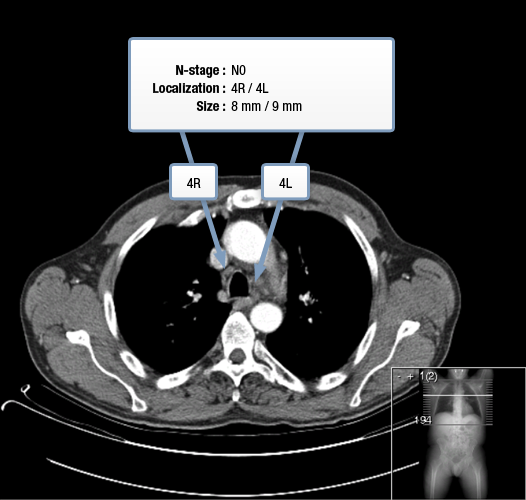 N-stage : N0
Localization : 4R / 4L
Size : 8 mm / 9 mm
4R
4L
- + 1(2)
194